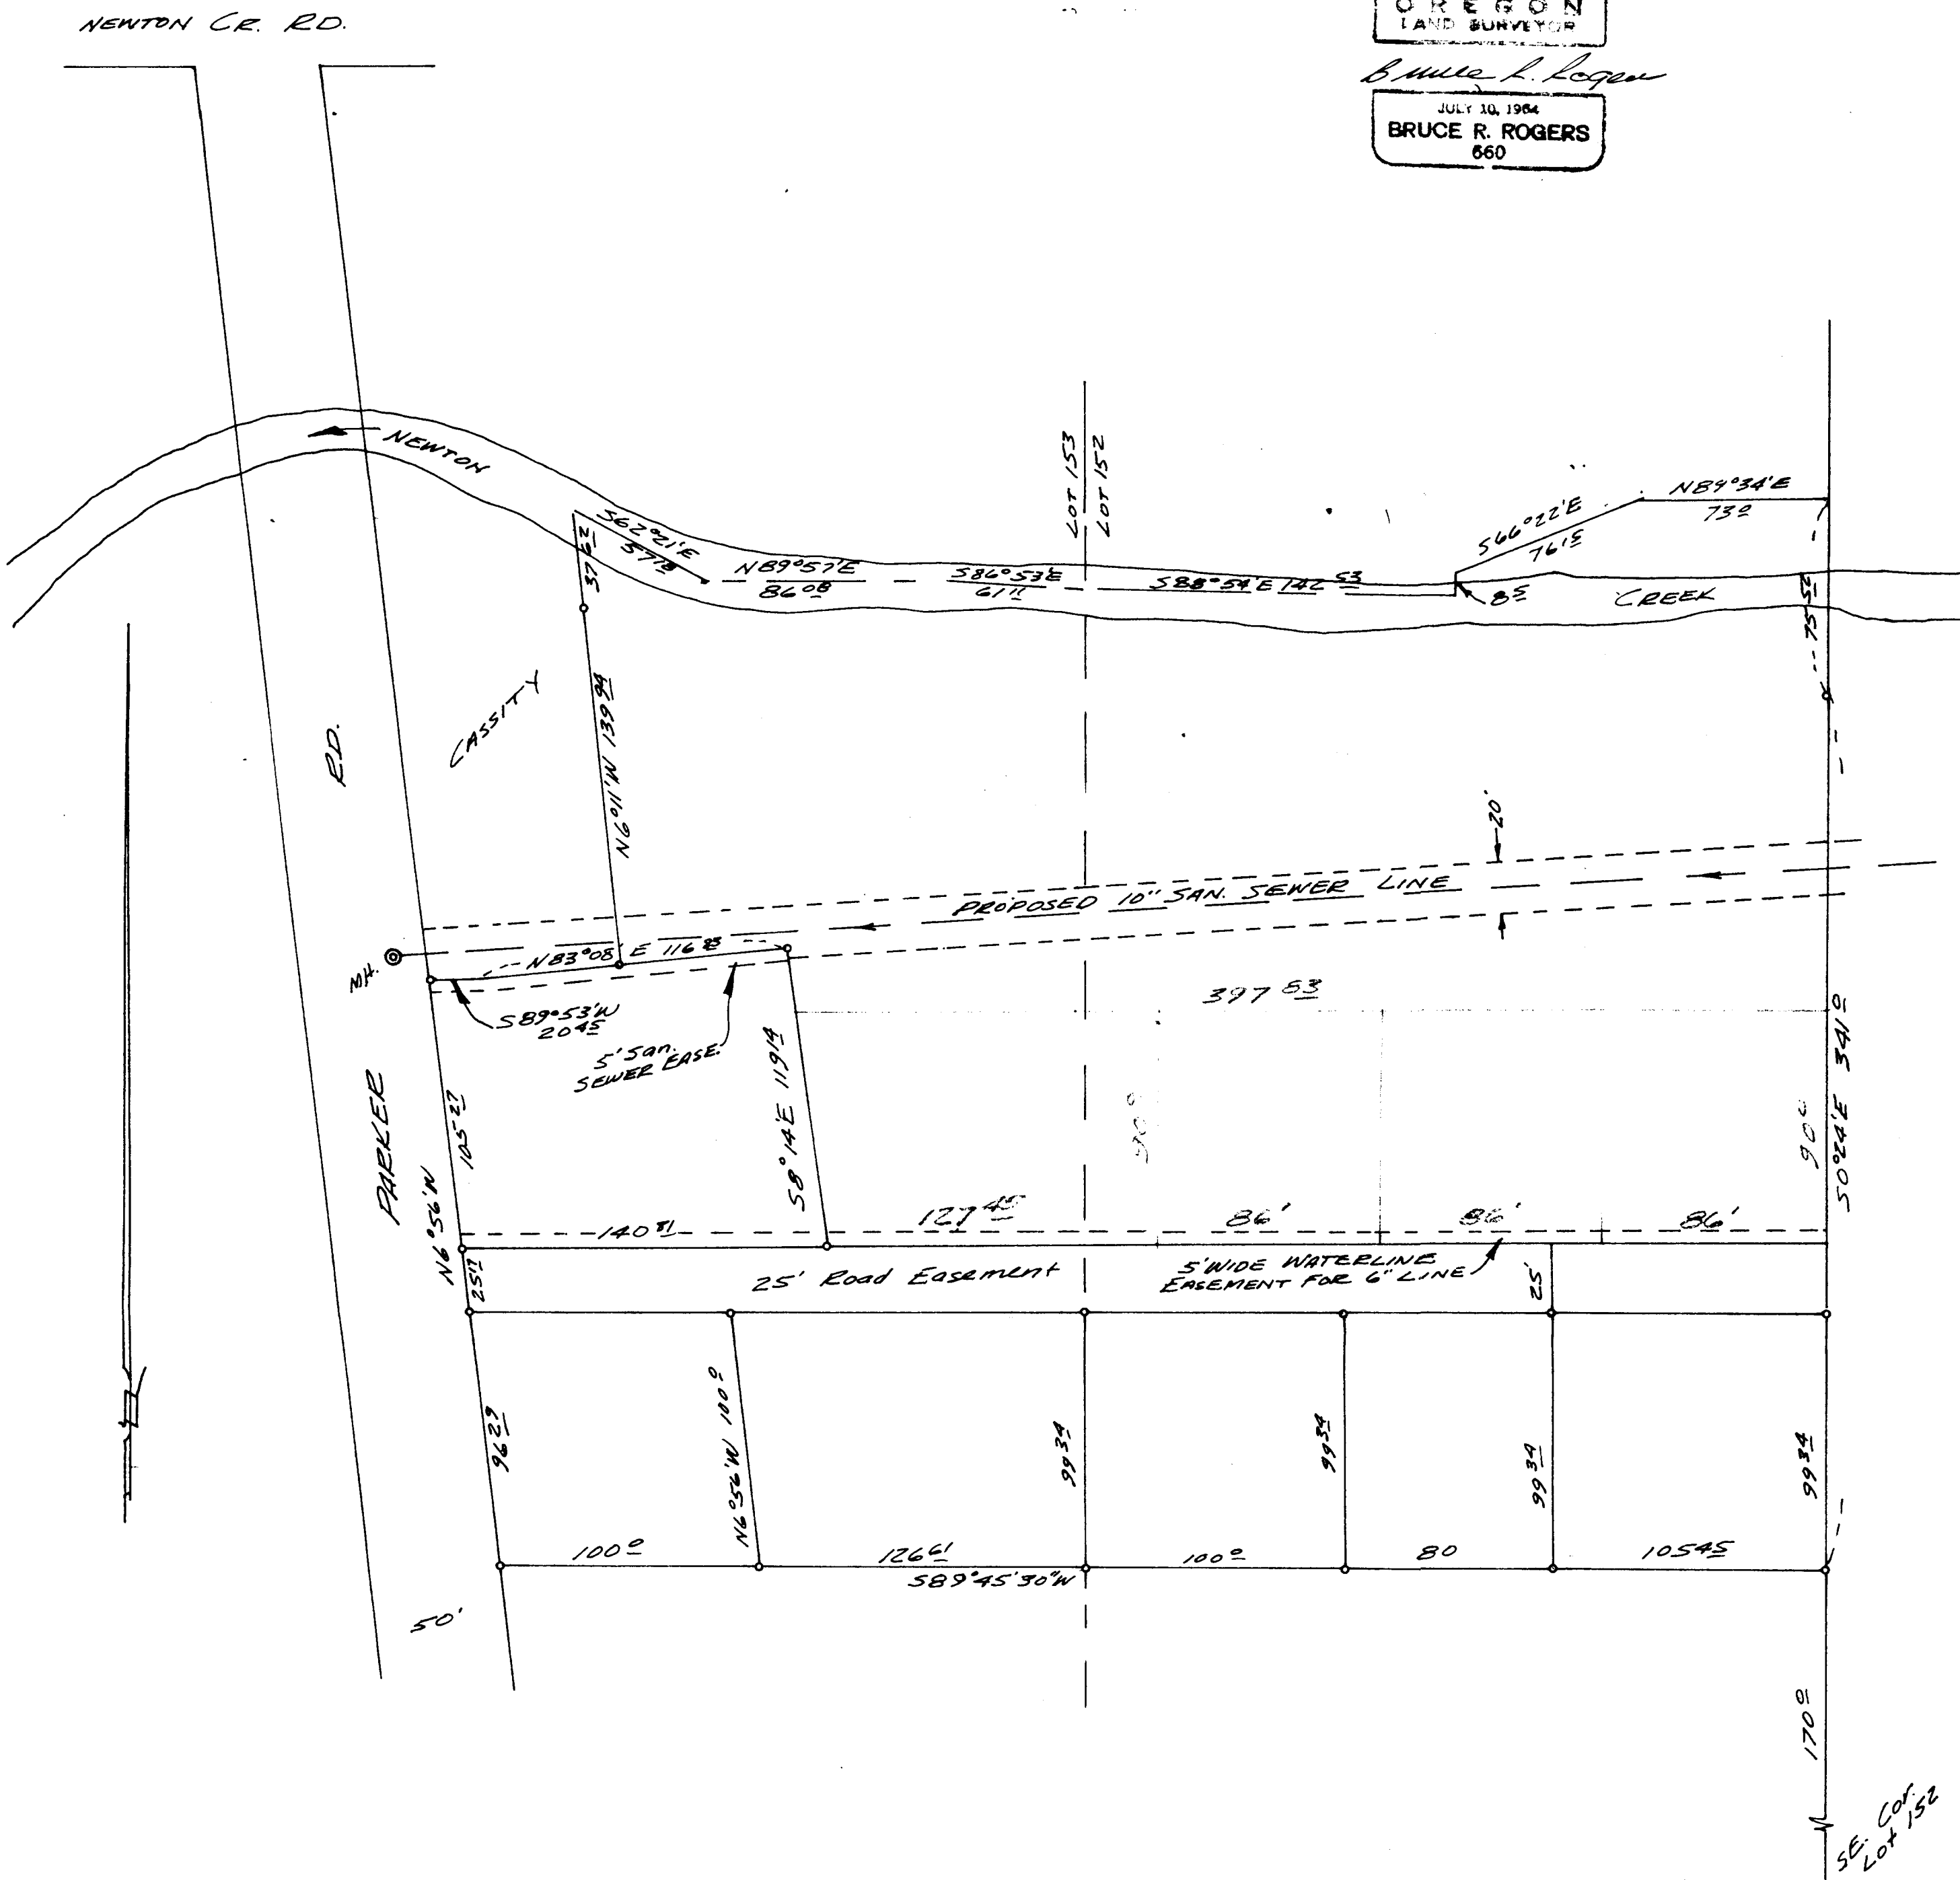 NEWTON CR. RD.
OREGON
LAND SURVEYOR
Bruce R. Rogers
JULY 10, 1964
BRUCE R. ROGERS
660
NEWTON
LOT 153
LOT 152
S62°21'E
37 62
N89°57'E
86 08
S86°53'E
61 11
S88°54'E 142 53
8 5
S66°22'E
76 15
N89°34'E
73 0
CREEK
75 52
CASSITY
N6°11'W 139 94
RD.
20'
PROPOSED 10" SAN. SEWER LINE
M.H.
N83°08'E 116 83
S89°53'W
20 45
5' San.
SEWER EASE.
S8°14'E 119 14
397 83
90 0
90 0
S0°24'E 341 0
PARKER
105 27
N6°56'W
140 81
127 45
86'
86'
86'
25 17
25' Road Easement
5' WIDE WATERLINE
EASEMENT FOR 6" LINE
25'
96 29
N6°56'W 100 0
99 34
99 34
99 34
99 34
100 0
126 61
100 0
80
105 45
S89°45'30"W
50'
170 0
SE. Cor.
Lot 152